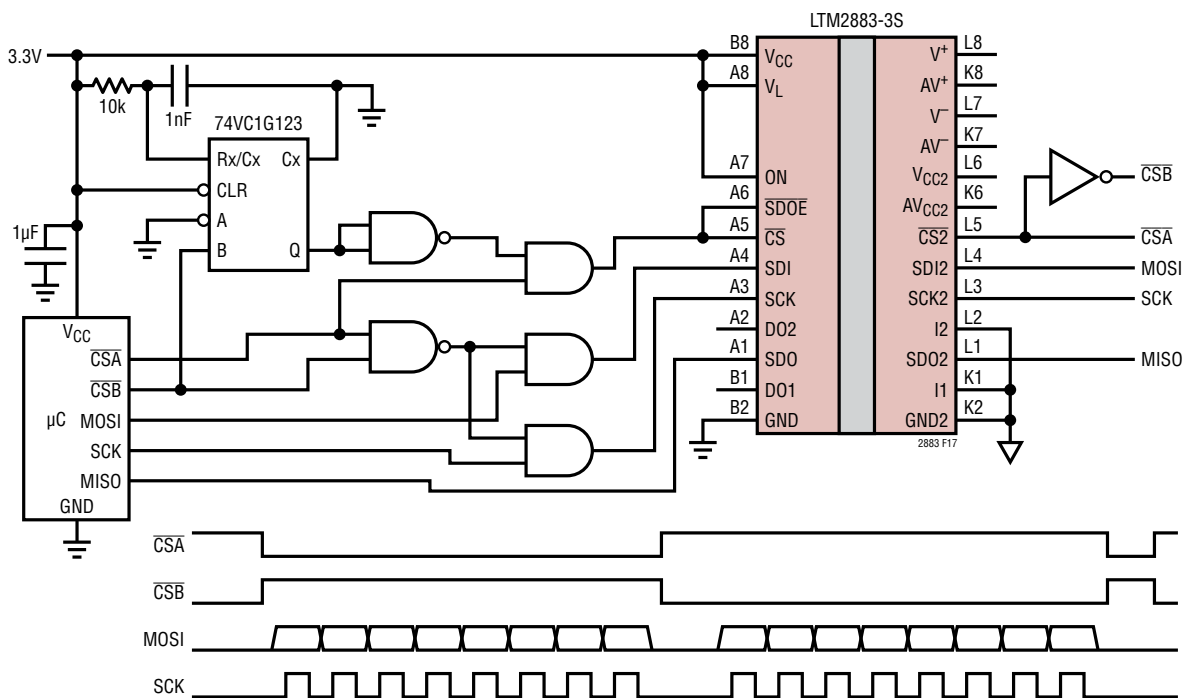 LTM2883-3S
3.3V
10k
1nF
74VC1G123
Rx/Cx
Cx
CLR
A
B
Q
1µF
VCC
CSA
CSB
µC
MOSI
SCK
MISO
GND
B8
VCC
A8
VL
A7
ON
A6
SDOE
A5
CS
A4
SDI
A3
SCK
A2
DO2
A1
SDO
B1
DO1
B2
GND
V+
L8
AV+
K8
V−
L7
AV−
K7
VCC2
L6
AVCC2
K6
CS2
L5
SDI2
L4
SCK2
L3
I2
L2
SDO2
L1
I1
K1
GND2
K2
CSB
CSA
MOSI
SCK
MISO
2883 F17
CSA
CSB
MOSI
SCK